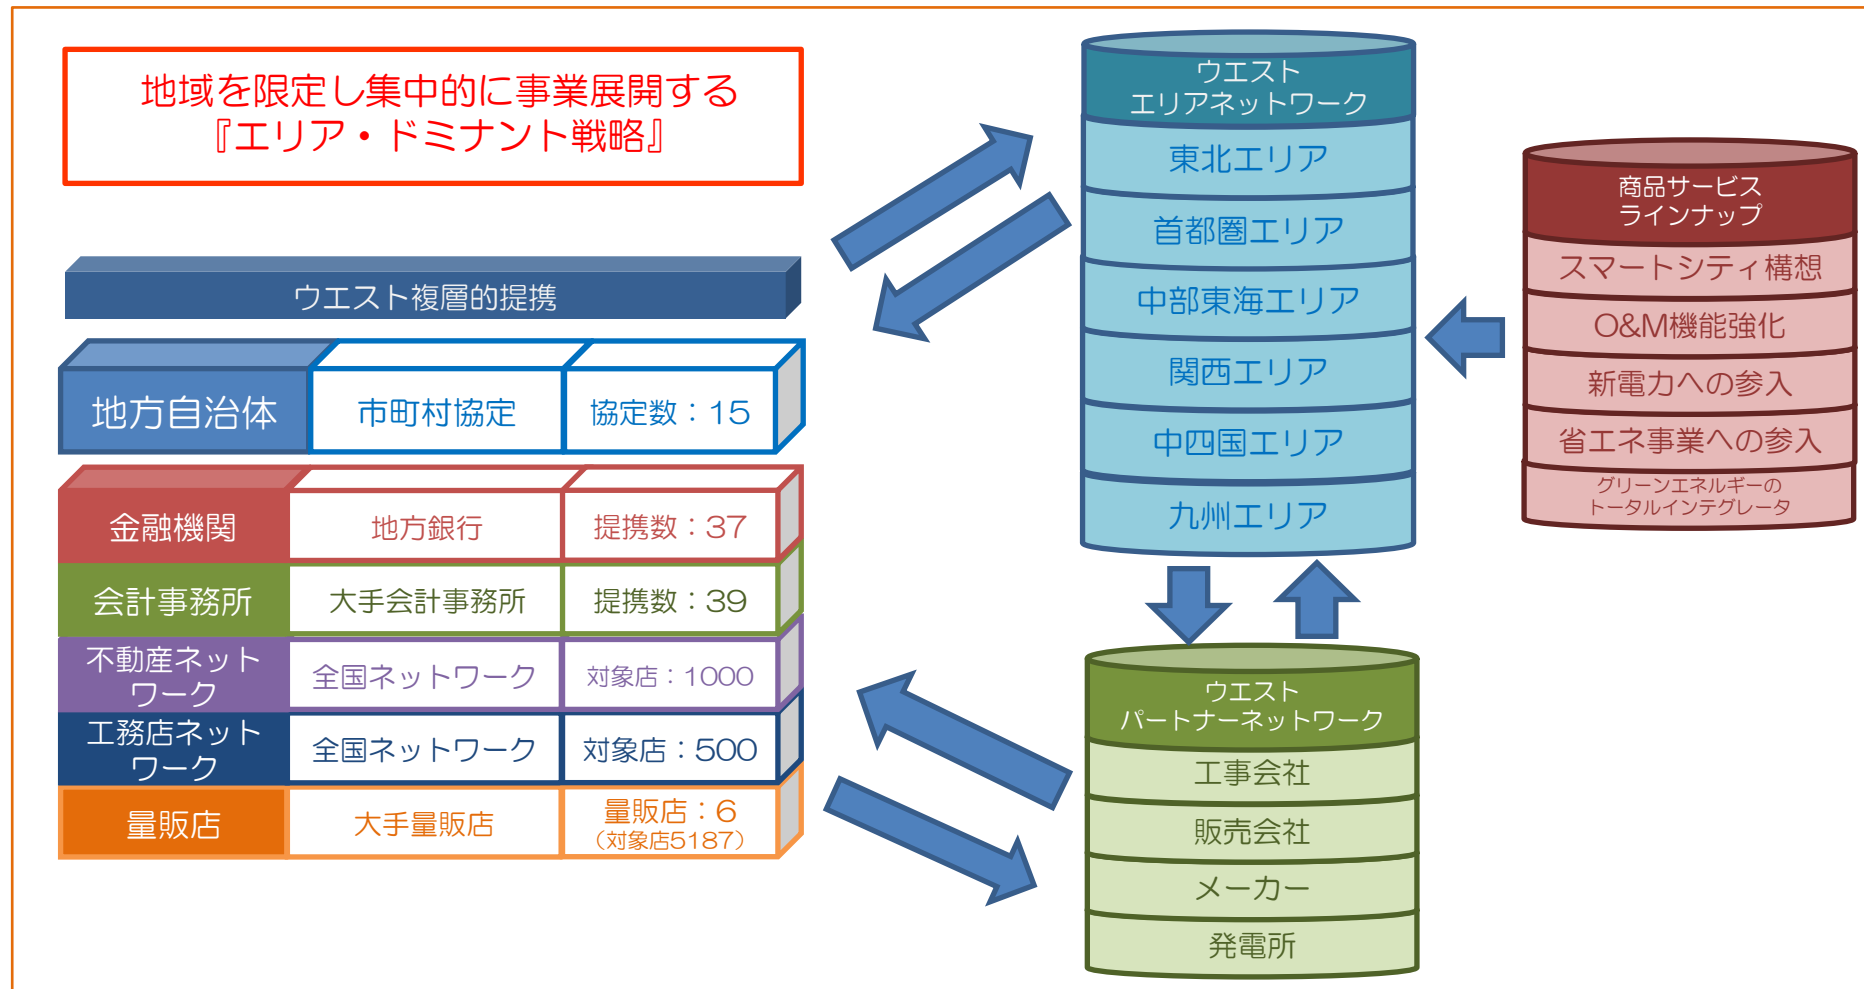 地域を限定し集中的に事業展開する
『エリア・ドミナント戦略』
ウエスト複層的提携
地方自治体
市町村協定
協定数：15
金融機関
地方銀行
提携数：37
会計事務所
大手会計事務所
提携数：39
不動産ネット
ワーク
全国ネットワーク
対象店：1000
工務店ネット
ワーク
全国ネットワーク
対象店：500
量販店
大手量販店
量販店：6
（対象店5187）
ウエスト
エリアネットワーク
東北エリア
首都圏エリア
中部東海エリア
関西エリア
中四国エリア
九州エリア
ウエスト
パートナーネットワーク
工事会社
販売会社
メーカー
発電所
商品サービス
ラインナップ
スマートシティ構想
O&M機能強化
新電力への参入
省エネ事業への参入
グリーンエネルギーの
トータルインテグレータ